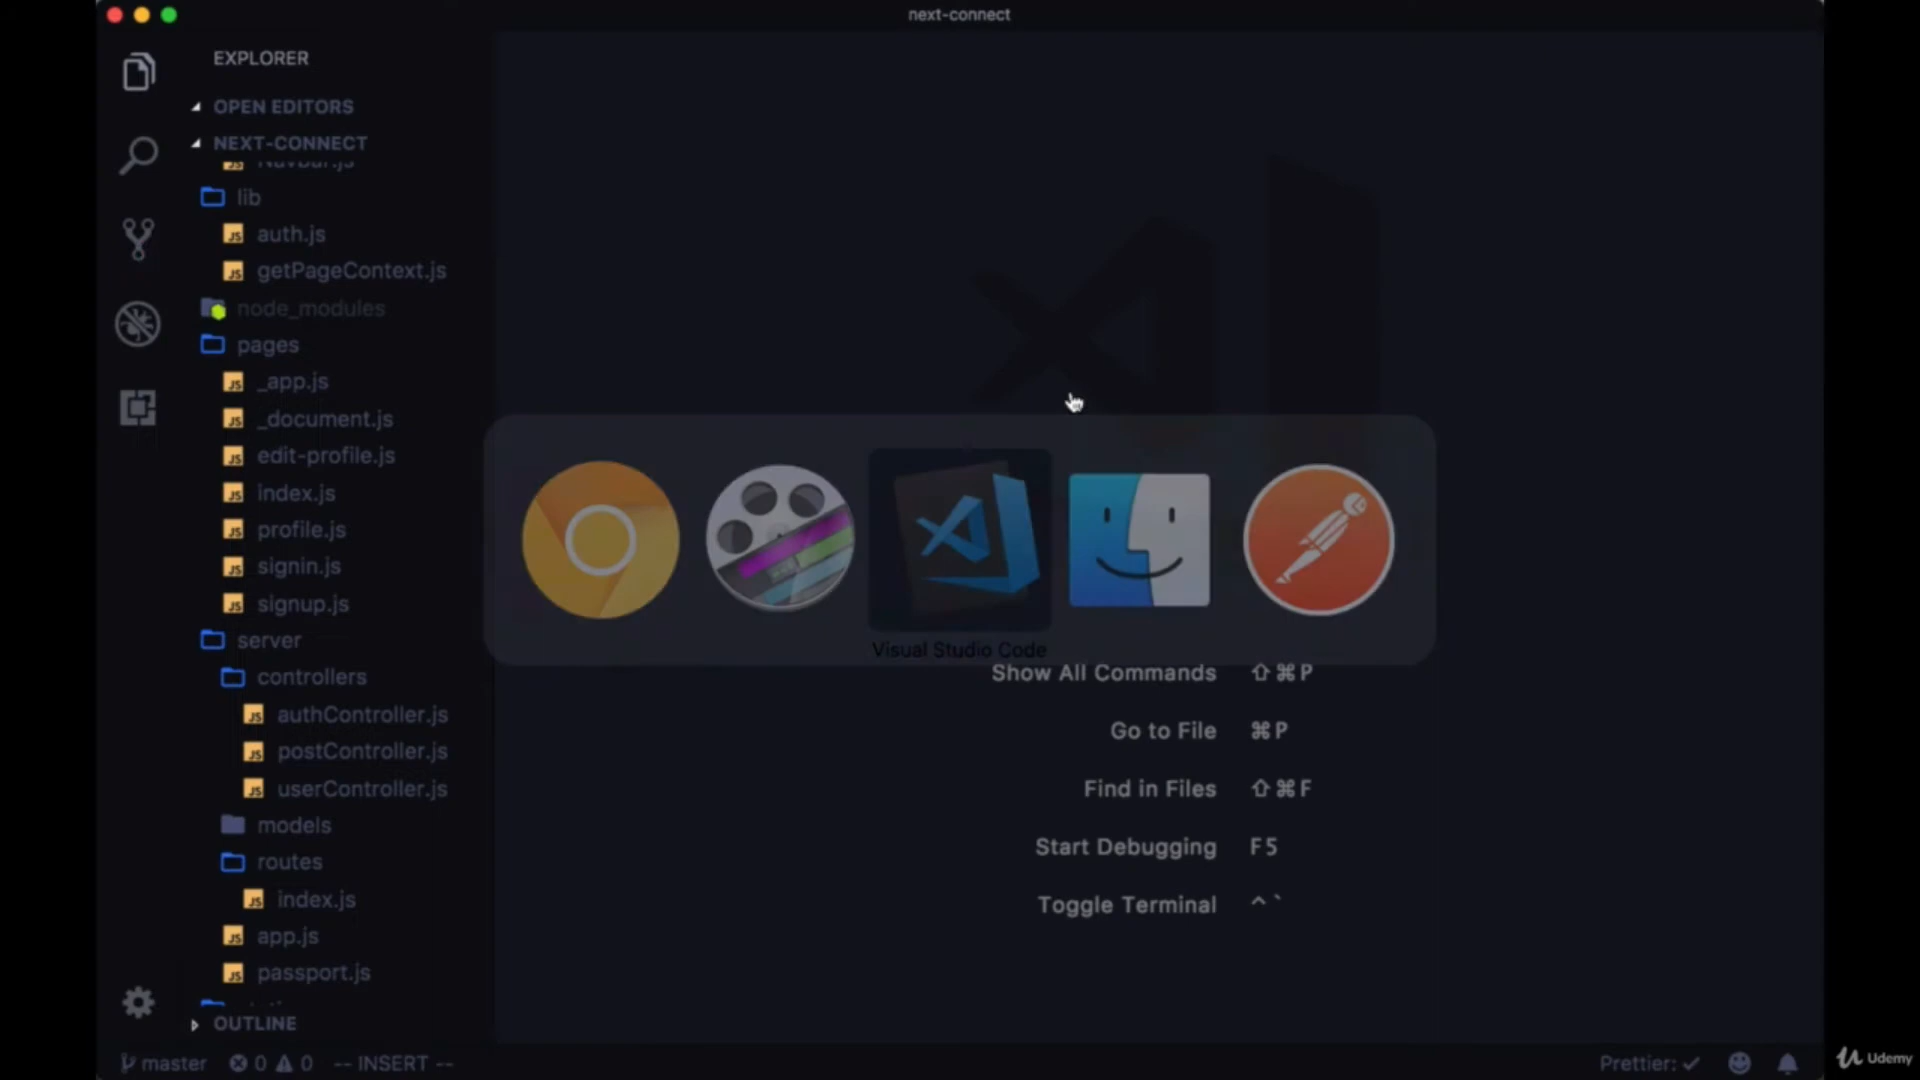 next-connect
EXPLORER
OPEN EDITORS
NEXT-CONNECT
NavBar.js
lib
auth.js
getPageContext.js
node_modules
pages
_app.js
_document.js
edit-profile.js
index.js
profile.js
signin.js
signup.js
server
controllers
authController.js
postController.js
userController.js
models
routes
index.js
app.js
passport.js
OUTLINE
master 0 0 -- INSERT --
Visual Studio Code
Show All Commands ⇧⌘P
Go to File ⌘P
Find in Files ⇧⌘F
Start Debugging F5
Toggle Terminal ^`
Prettier: ✓
Udemy